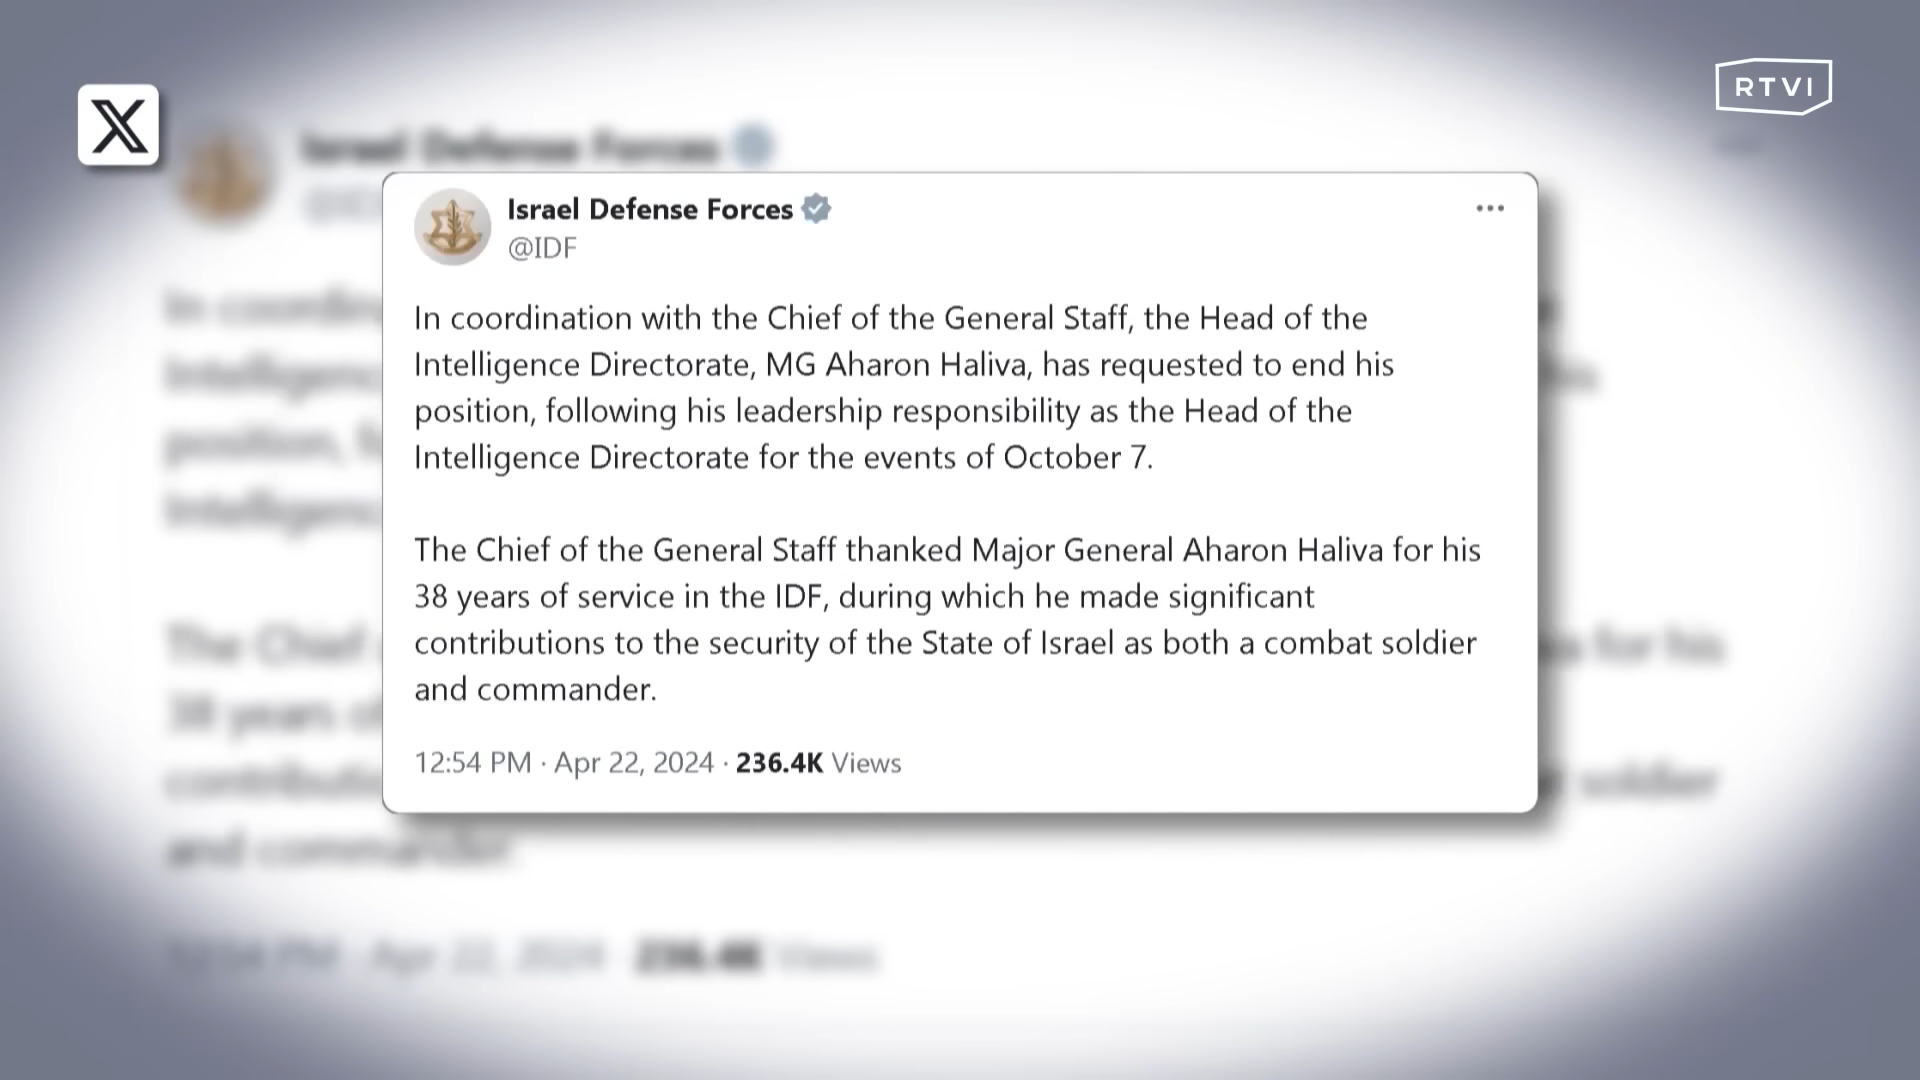 RTVI
Israel Defense Forces
@IDF
In coordination with the Chief of the General Staff, the Head of the
Intelligence Directorate, MG Aharon Haliva, has requested to end his
position, following his leadership responsibility as the Head of the
Intelligence Directorate for the events of October 7.
The Chief of the General Staff thanked Major General Aharon Haliva for his
38 years of service in the IDF, during which he made significant
contributions to the security of the State of Israel as both a combat soldier
and commander.
12:54 PM · Apr 22, 2024 · 236.4K Views